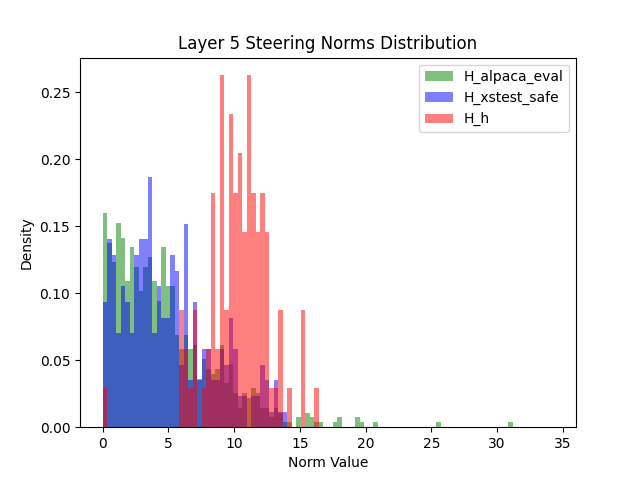 Layer 5 Steering Norms Distribution
H_alpaca_eval
H_xstest_safe
H_h
Density
0.25
0.20
0.15
0.10
0.05
0.00
0 5 10 15 20 25 30 35
Norm Value